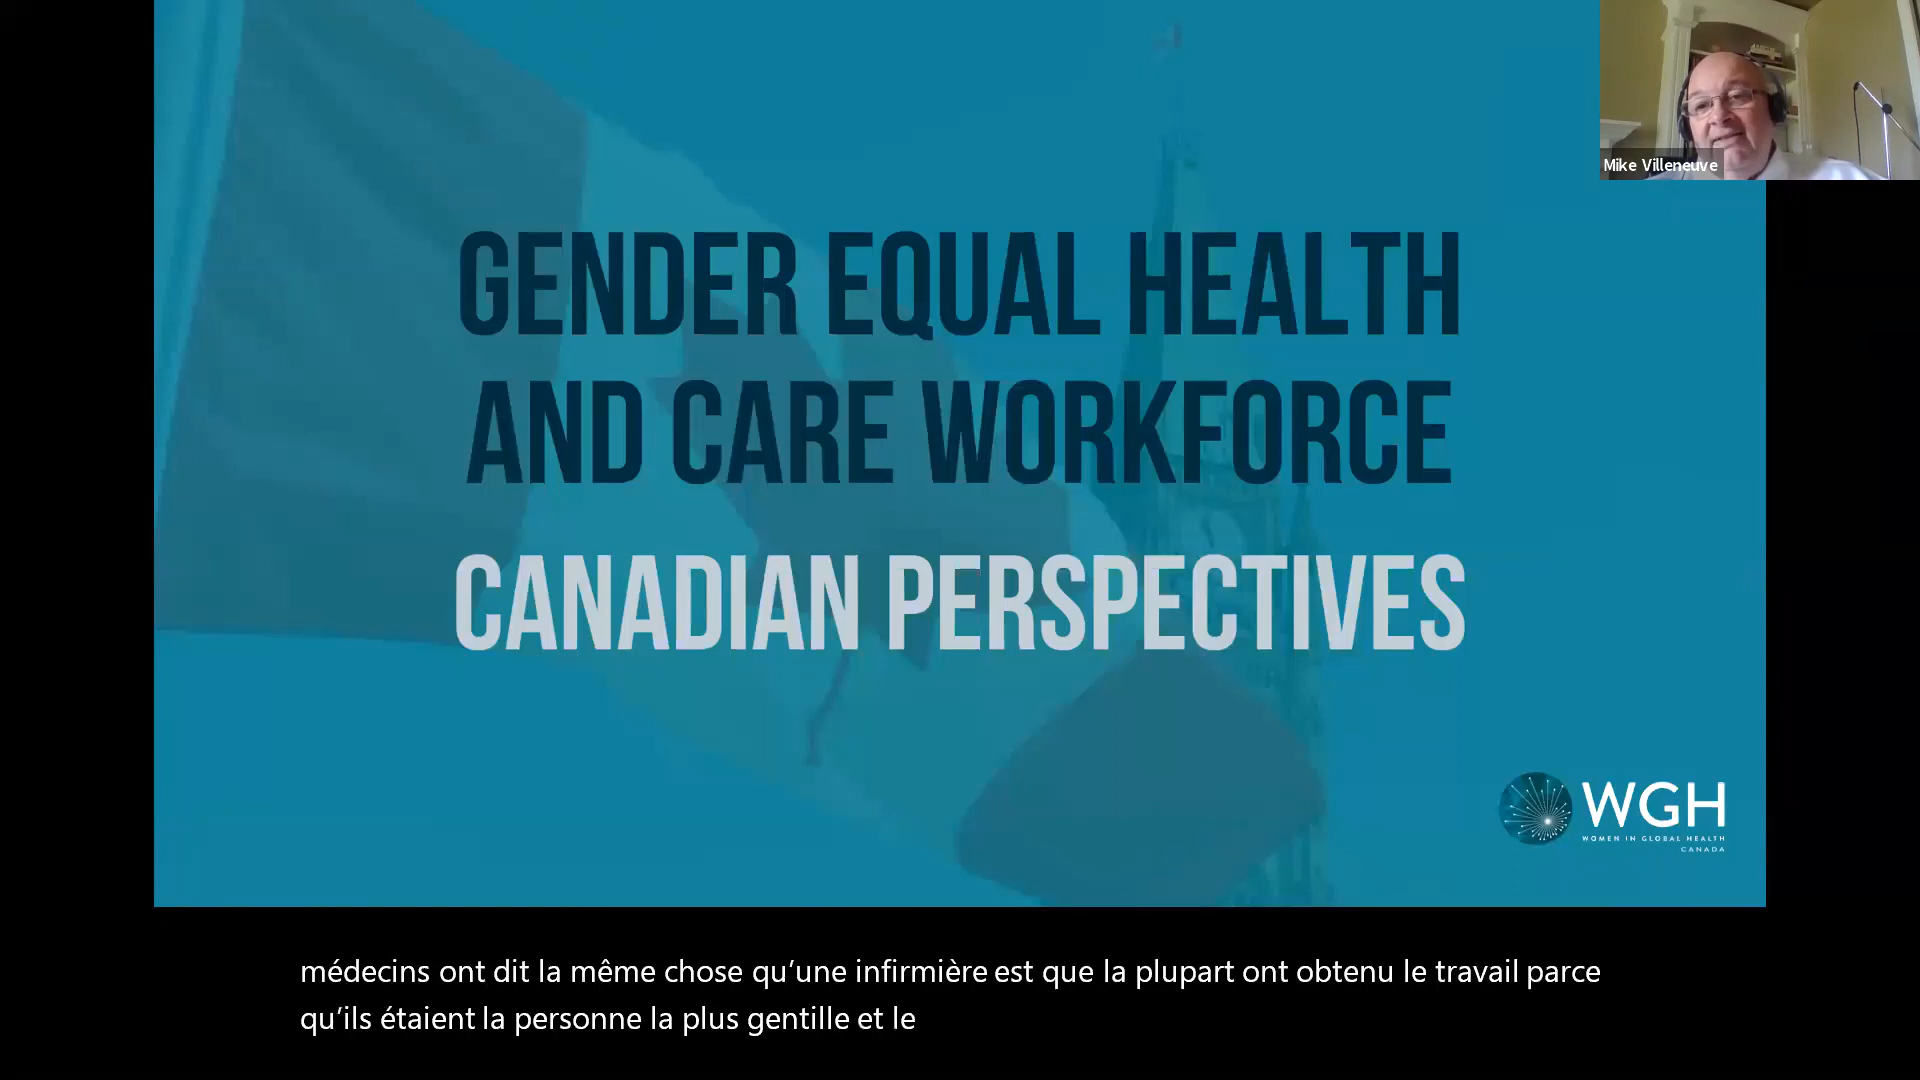 Mike Villeneuve
GENDER EQUAL HEALTH
AND CARE WORKFORCE
CANADIAN PERSPECTIVES
WGH
WOMEN IN GLOBAL HEALTH
CANADA
médecins ont dit la même chose qu’une infirmière est que la plupart ont obtenu le travail parce
qu’ils étaient la personne la plus gentille et le